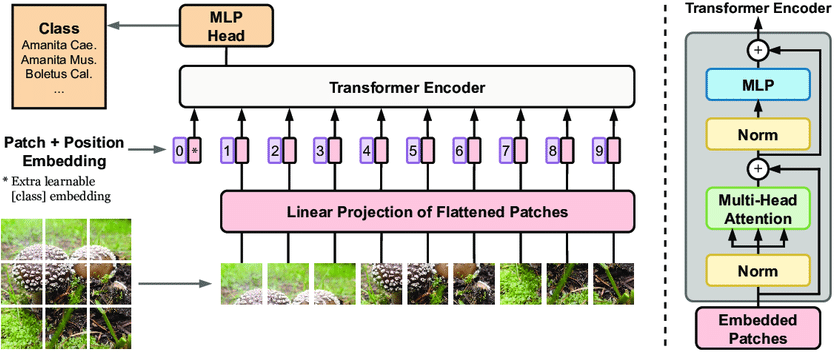 Class
Amanita Cae.
Amanita Mus.
Boletus Cal.
...
MLP
Head
Transformer Encoder
Patch + Position
Embedding
* Extra learnable
[class] embedding
0 *
1
2
3
4
5
6
7
8
9
Linear Projection of Flattened Patches
Transformer Encoder
+
MLP
Norm
+
Multi-Head
Attention
Norm
Embedded
Patches